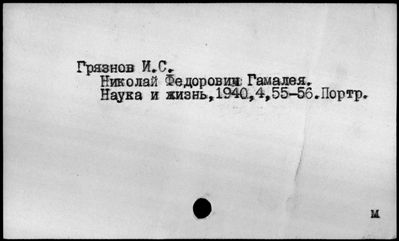 Грязнов И.С.
Николай Федорович Гамалея.
Наука и жизнь,1940,4,55-56.Портр.
м